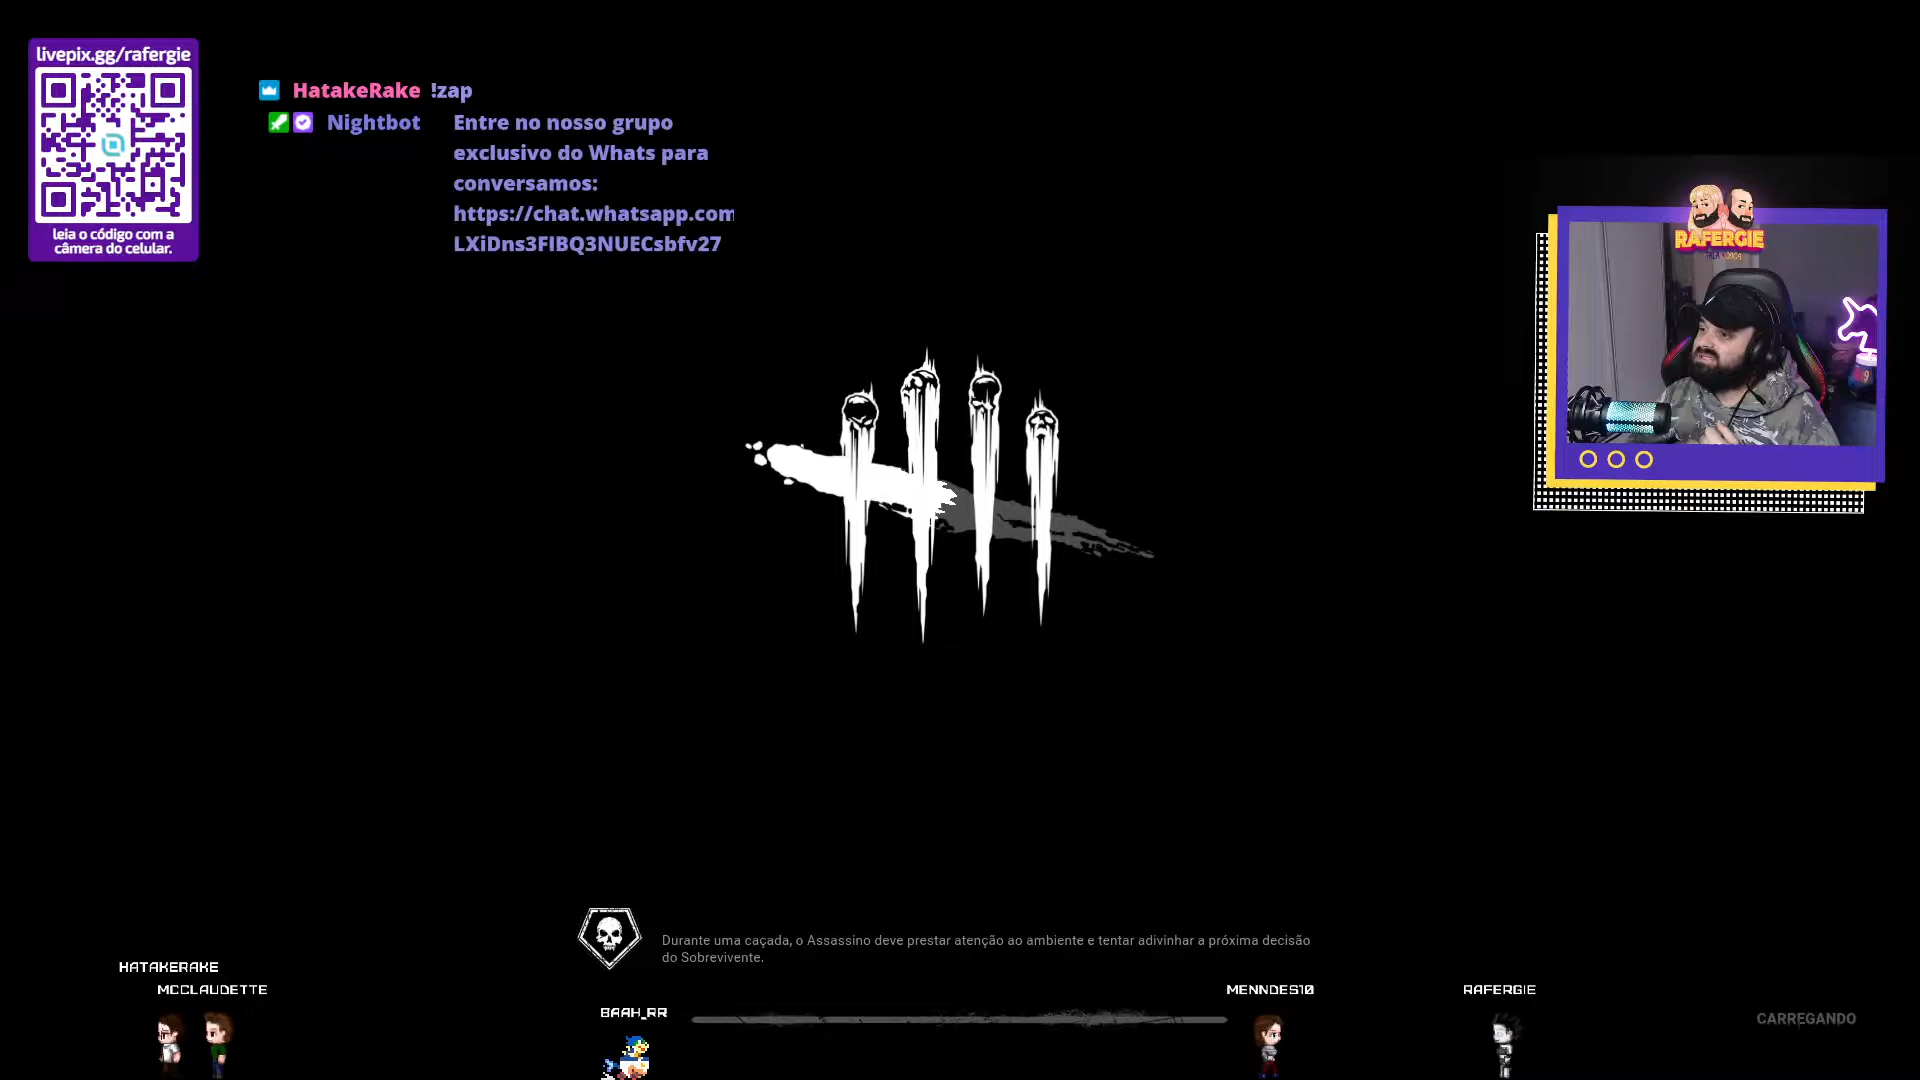 livepix.gg/rafergie
leia o código com a
câmera do celular.
HatakeRake !zap
Nightbot Entre no nosso grupo
exclusivo do Whats para
conversamos:
https://chat.whatsapp.com
LXiDns3FIBQ3NUECsbfv27
RAFERGIE
Durante uma caçada, o Assassino deve prestar atenção ao ambiente e tentar adivinhar a próxima decisão
do Sobrevivente.
HATAKERAKE
MCCLAUDETTE
BAAH_RR
MENNDES10
RAFERGIE
CARREGANDO